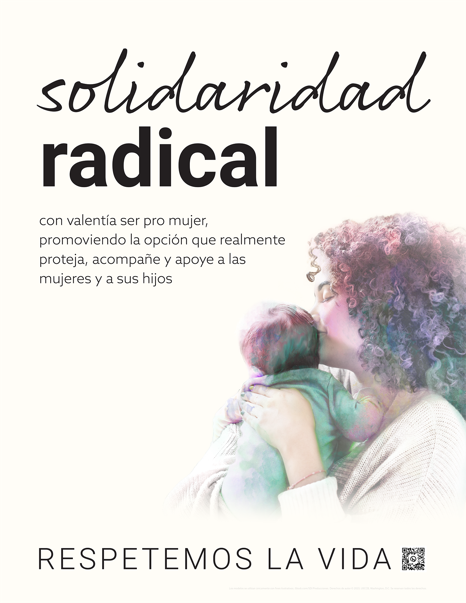 solidaridad
radical
con valentía ser pro mujer,
promoviendo la opción que realmente
proteja, acompañe y apoye a las
mujeres y a sus hijos
RESPETEMOS LA VIDA